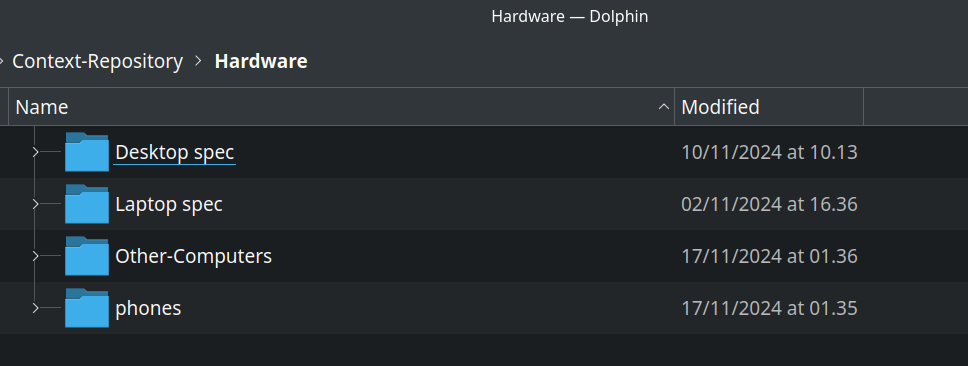 Hardware — Dolphin
Context-Repository > Hardware
Name Modified
Desktop spec 10/11/2024 at 10.13
Laptop spec 02/11/2024 at 16.36
Other-Computers 17/11/2024 at 01.36
phones 17/11/2024 at 01.35